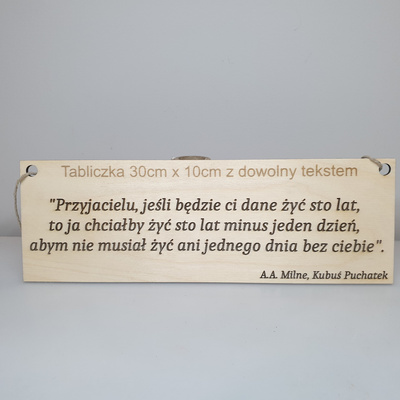 Tabliczka 30cm x 10cm z dowolny tekstem
"Przyjacielu, jeśli będzie ci dane żyć sto lat,
to ja chciałby żyć sto lat minus jeden dzień,
abym nie musiał żyć ani jednego dnia bez ciebie".
A.A. Milne, Kubuś Puchatek